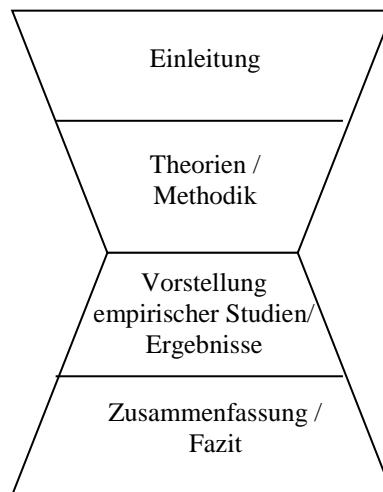 Einleitung
Theorien /
Methodik
Vorstellung
empirischer Studien/
Ergebnisse
Zusammenfassung /
Fazit